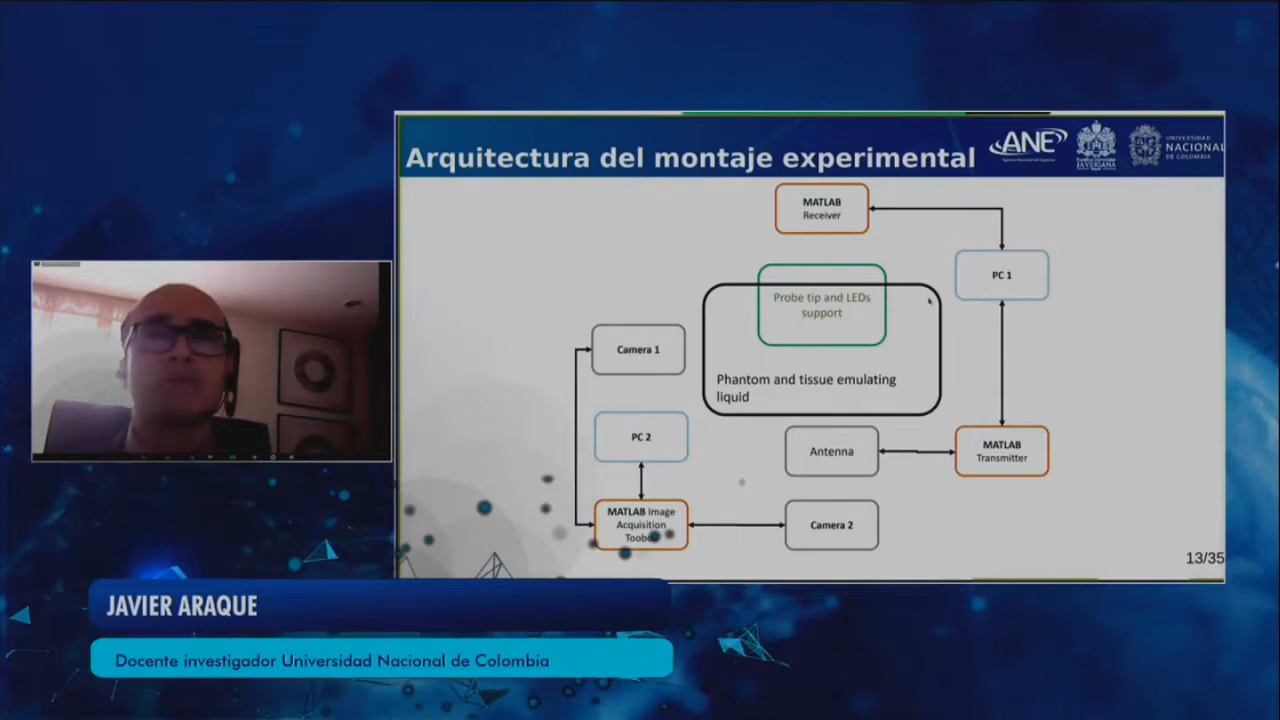 Arquitectura del montaje experimental
ANE
JAVERIANA
UNIVERSIDAD
NACIONAL
DE COLOMBIA
MATLAB
Receiver
PC 1
Probe tip and LEDs
support
Camera 1
Phantom and tissue emulating
liquid
PC 2
Antenna
MATLAB
Transmitter
MATLAB Image
Acquisition
Camera 2
13/35
JAVIER ARAQUE
Docente investigador Universidad Nacional de Colombia